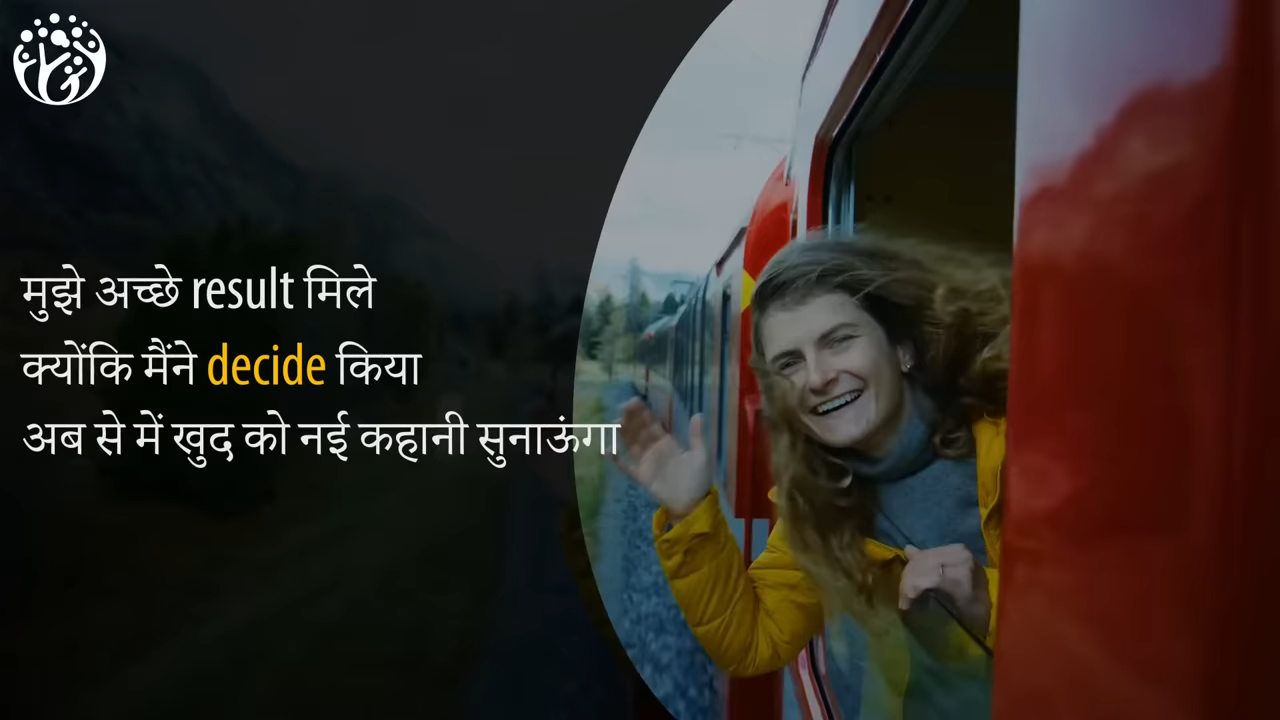 मुझे अच्छे result मिले
क्योंकि मैंने decide किया
अब से में खुद को नई कहानी सुनाऊंगा